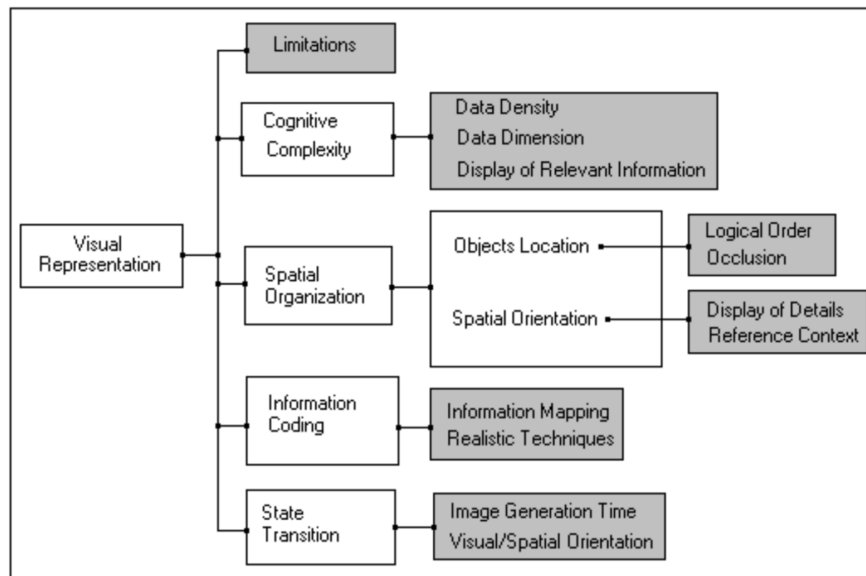 Limitations
Cognitive
Complexity
Data Density
Data Dimension
Display of Relevant Information
Visual
Representation
Spatial
Organization
Objects Location
Spatial Orientation
Logical Order
Occlusion
Display of Details
Reference Context
Information
Coding
Information Mapping
Realistic Techniques
State
Transition
Image Generation Time
Visual/Spatial Orientation